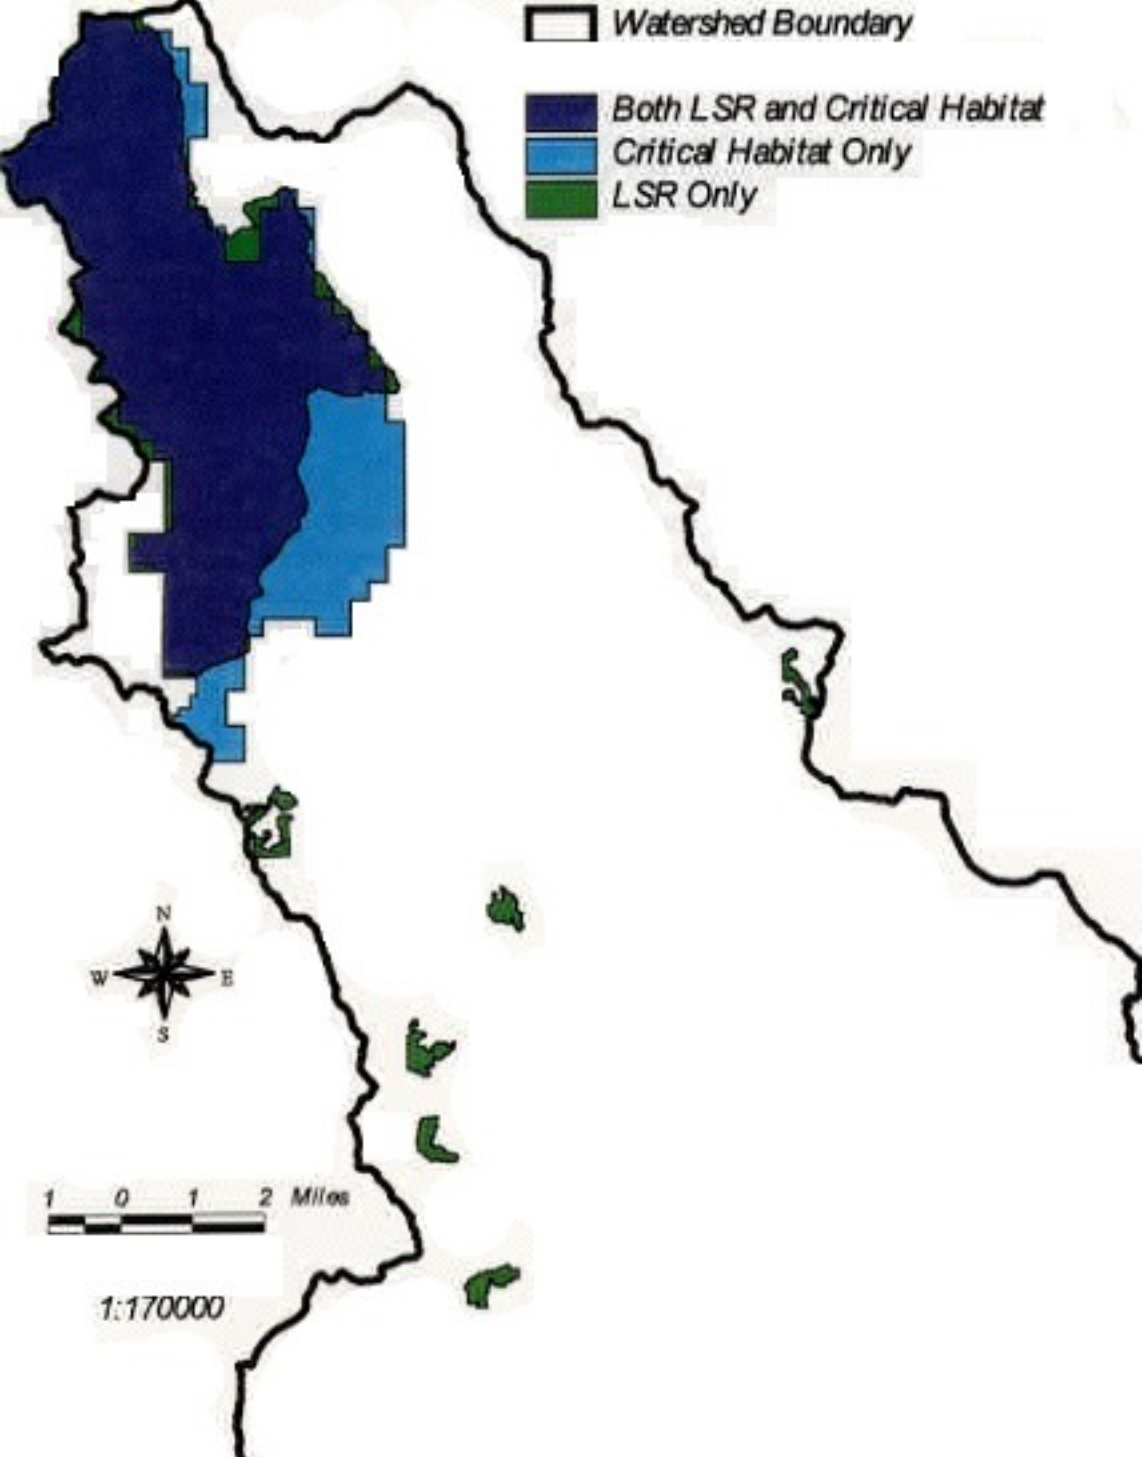 Watershed Boundary
Both LSR and Critical Habitat
Critical Habitat Only
LSR Only
N
W E
S
1 0 1 2 Miles
1:170000